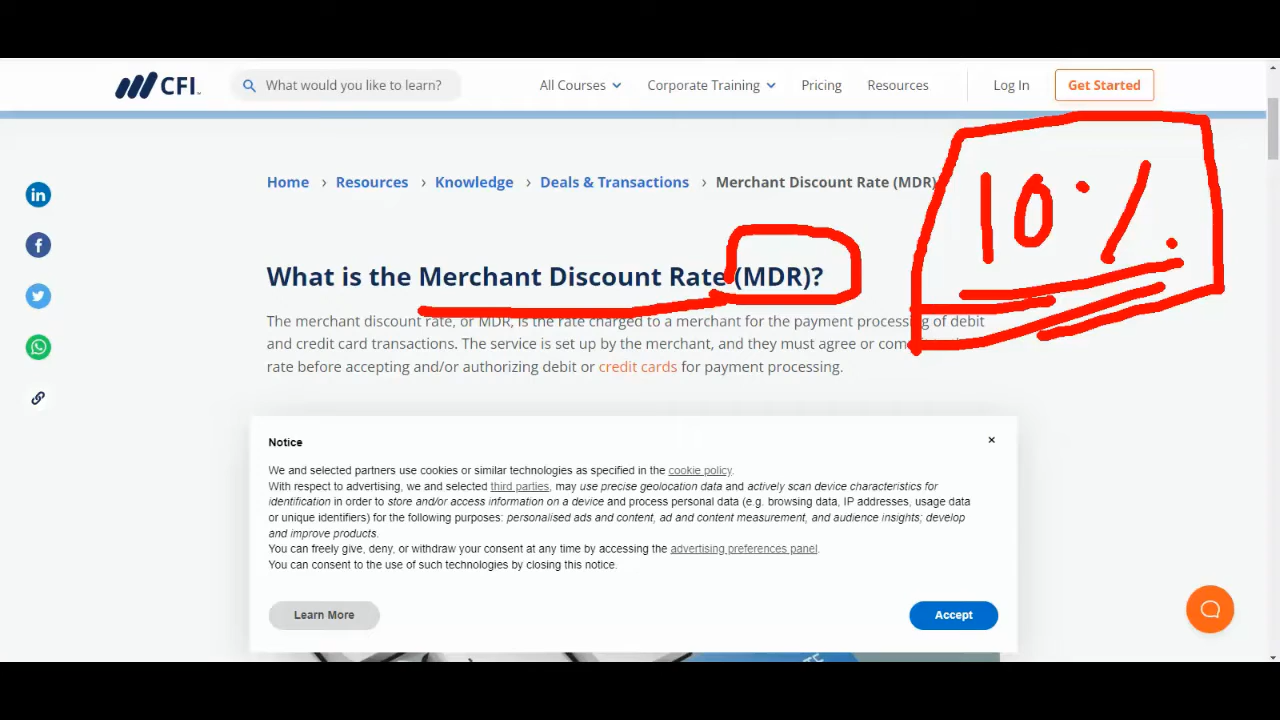 CFI
What would you like to learn?
All Courses
Corporate Training
Pricing
Resources
Log In
Get Started
Home › Resources › Knowledge › Deals & Transactions › Merchant Discount Rate (MDR)
10%
What is the Merchant Discount Rate (MDR)?
The merchant discount rate, or MDR, is the rate charged to a merchant for the payment processing of debit
and credit card transactions. The service is set up by the merchant, and they must agree or
rate before accepting and/or authorizing debit or credit cards for payment processing.
Notice
×
We and selected partners use cookies or similar technologies as specified in the cookie policy.
With respect to advertising, we and selected third parties, may use precise geolocation data and actively scan device characteristics for
identification in order to store and/or access information on a device and process personal data (e.g. browsing data, IP addresses, usage data
or unique identifiers) for the following purposes: personalised ads and content, ad and content measurement, and audience insights; develop
and improve products.
You can freely give, deny, or withdraw your consent at any time by accessing the advertising preferences panel.
You can consent to the use of such technologies by closing this notice.
Learn More
Accept